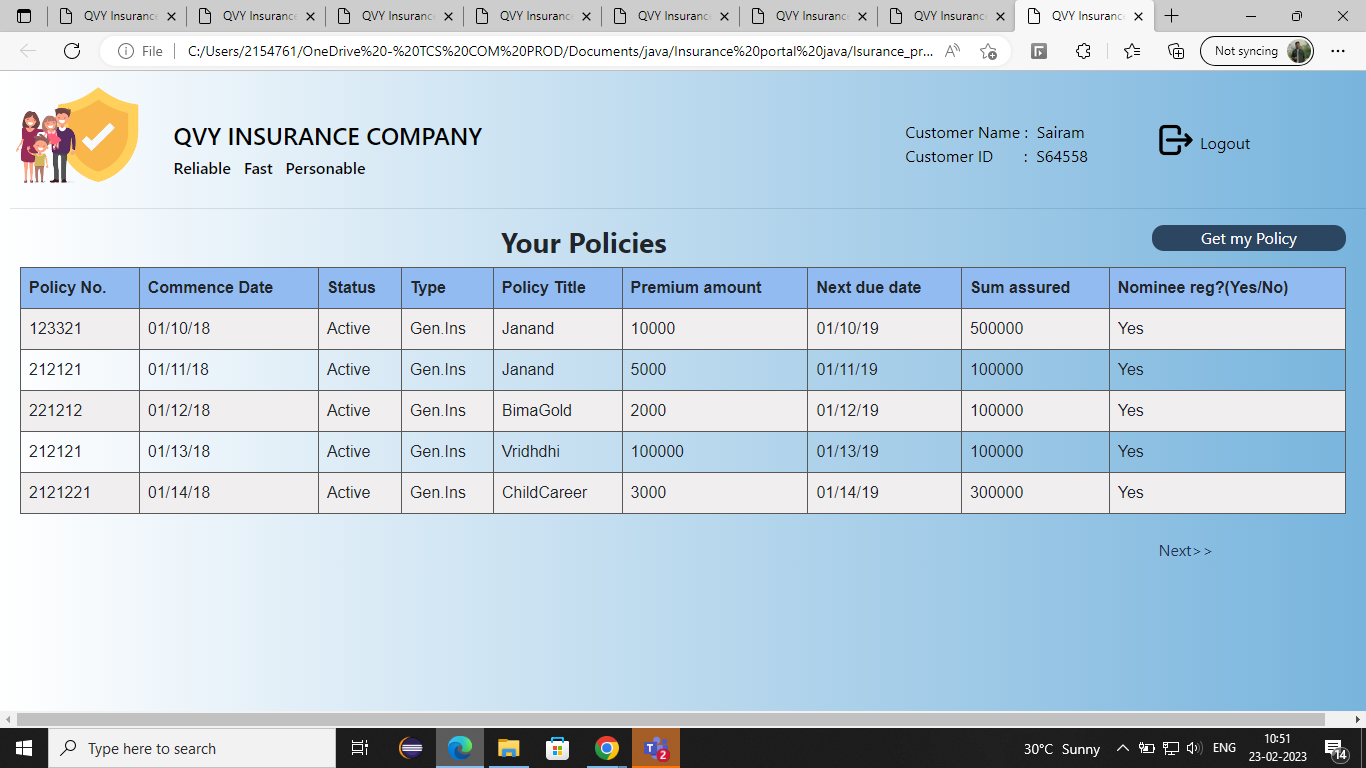 QVY Insurance QVY Insurance QVY Insurance QVY Insurance QVY Insurance QVY Insurance QVY Insurance QVY Insurance
File C:/Users/2154761/OneDrive%20-%20TCS%20COM%20PROD/Documents/java/Insurance%20portal%20java/Isurance_pr... Not syncing
QVY INSURANCE COMPANY
Reliable Fast Personable
Customer Name : Sairam
Customer ID : S64558
Logout
Your Policies
Get my Policy
Policy No. Commence Date Status Type Policy Title Premium amount Next due date Sum assured Nominee reg?(Yes/No)
123321 01/10/18 Active Gen.Ins Janand 10000 01/10/19 500000 Yes
212121 01/11/18 Active Gen.Ins Janand 5000 01/11/19 100000 Yes
221212 01/12/18 Active Gen.Ins BimaGold 2000 01/12/19 100000 Yes
212121 01/13/18 Active Gen.Ins Vridhdhi 100000 01/13/19 100000 Yes
2121221 01/14/18 Active Gen.Ins ChildCareer 3000 01/14/19 300000 Yes
Next>>
Type here to search
2
30°C Sunny
ENG
10:51
23-02-2023
14